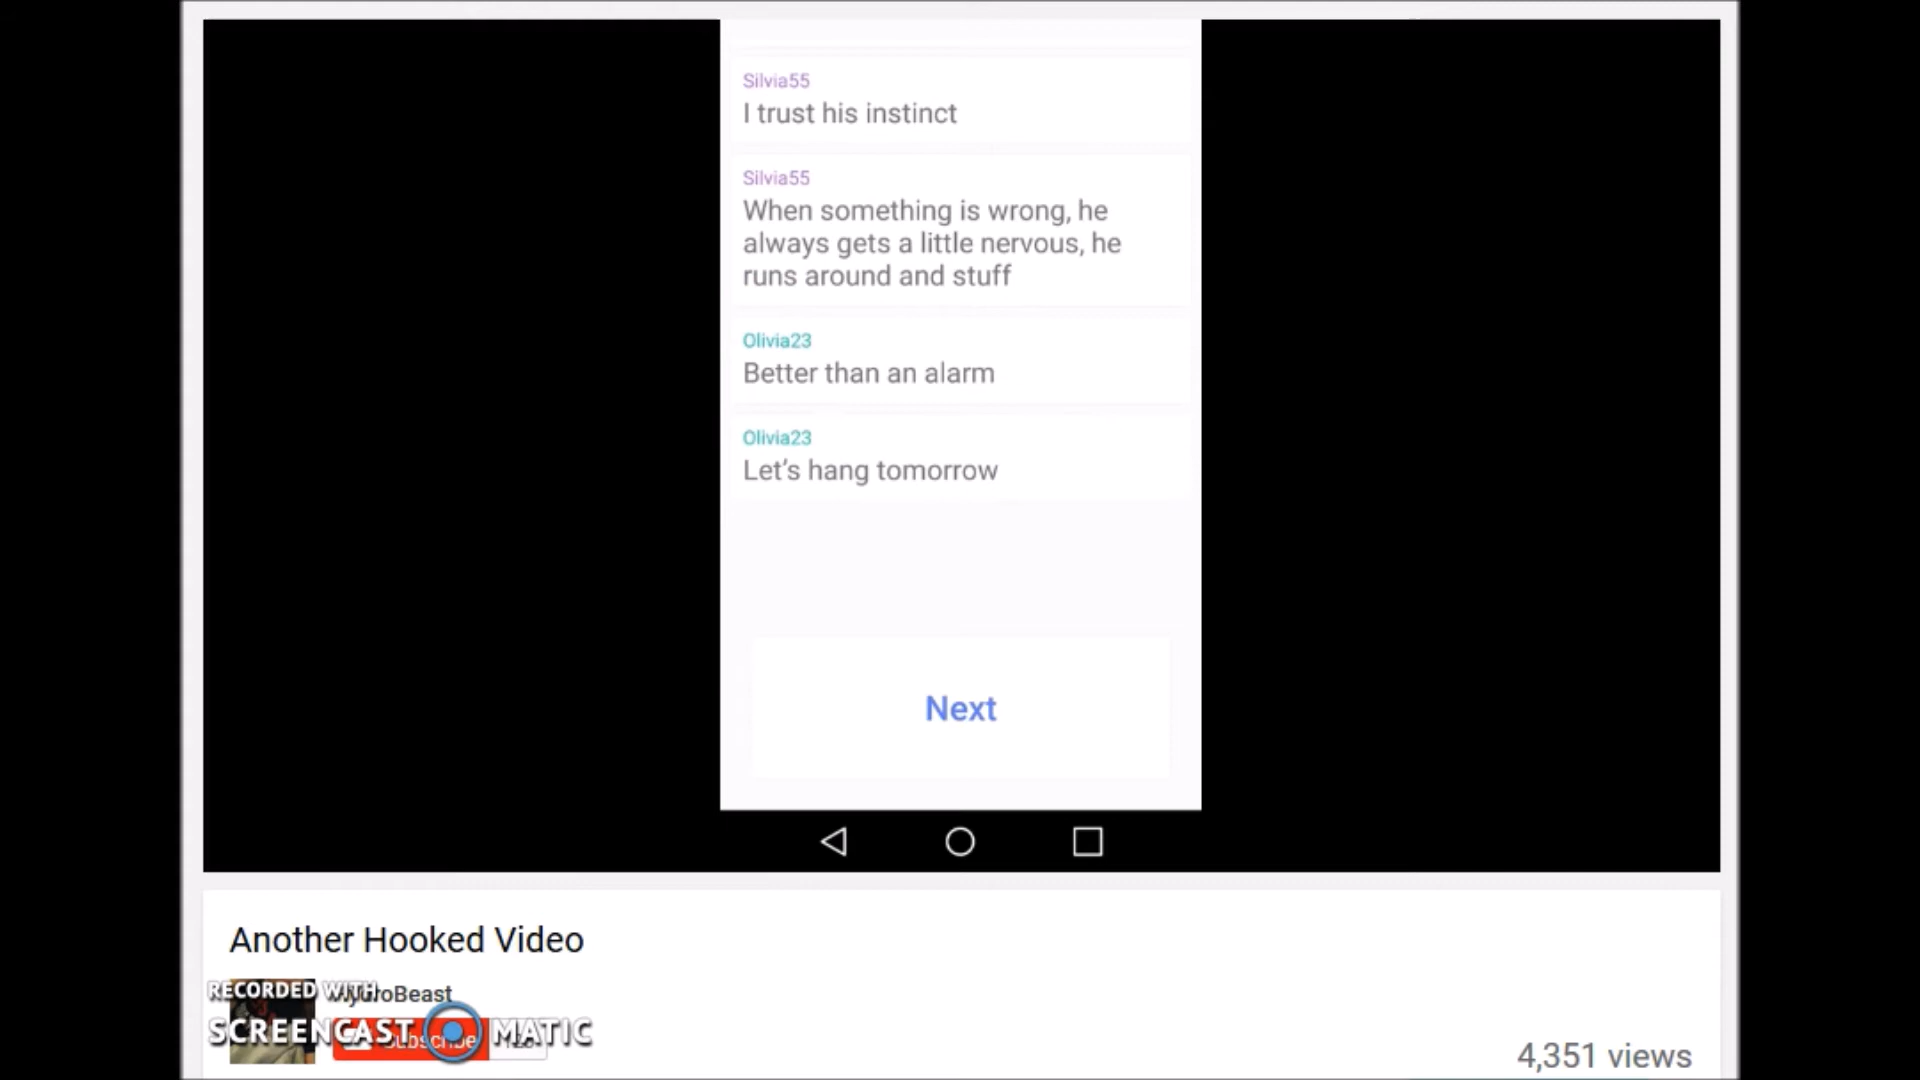 Silvia55
I trust his instinct
Silvia55
When something is wrong, he
always gets a little nervous, he
runs around and stuff
Olivia23
Better than an alarm
Olivia23
Let's hang tomorrow
Next
Another Hooked Video
RECORDED WITH
SCREENCAST MATIC
Subscribe
4,351 views